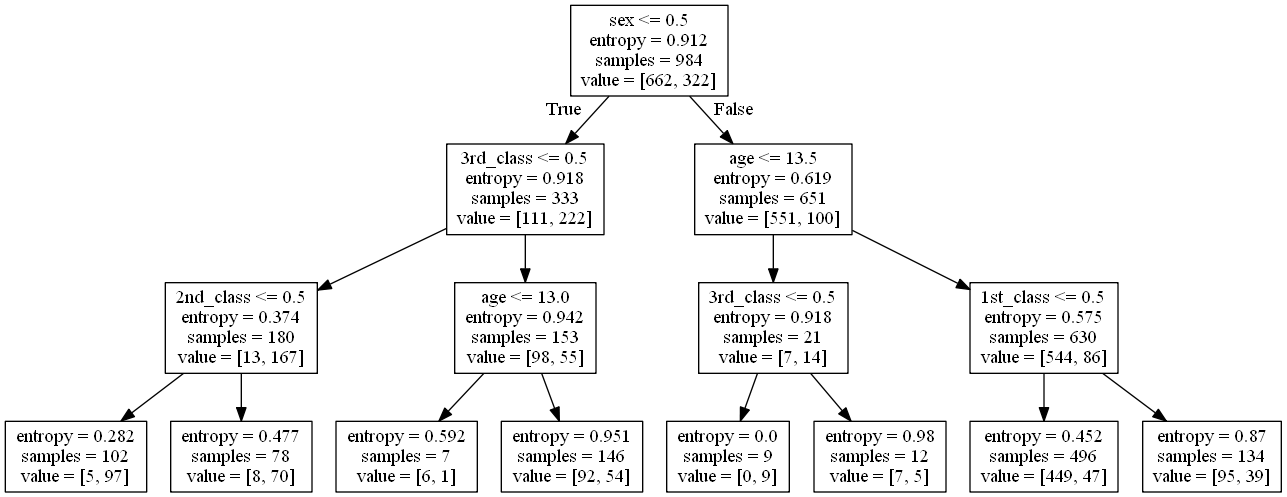 sex <= 0.5
entropy = 0.912
samples = 984
value = [662, 322]
True
False
3rd_class <= 0.5
entropy = 0.918
samples = 333
value = [111, 222]
age <= 13.5
entropy = 0.619
samples = 651
value = [551, 100]
2nd_class <= 0.5
entropy = 0.374
samples = 180
value = [13, 167]
age <= 13.0
entropy = 0.942
samples = 153
value = [98, 55]
3rd_class <= 0.5
entropy = 0.918
samples = 21
value = [7, 14]
1st_class <= 0.5
entropy = 0.575
samples = 630
value = [544, 86]
entropy = 0.282
samples = 102
value = [5, 97]
entropy = 0.477
samples = 78
value = [8, 70]
entropy = 0.592
samples = 7
value = [6, 1]
entropy = 0.951
samples = 146
value = [92, 54]
entropy = 0.0
samples = 9
value = [0, 9]
entropy = 0.98
samples = 12
value = [7, 5]
entropy = 0.452
samples = 496
value = [449, 47]
entropy = 0.87
samples = 134
value = [95, 39]